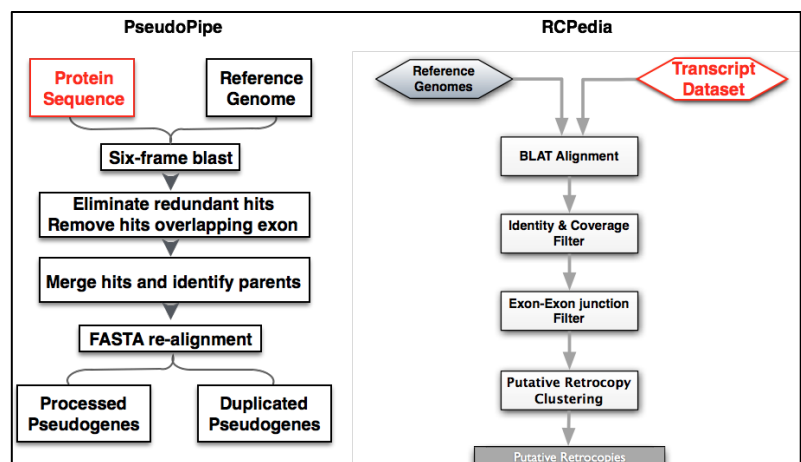 PseudoPipe
Protein
Sequence
Reference
Genome
Six-frame blast
Eliminate redundant hits
Remove hits overlapping exon
Merge hits and identify parents
FASTA re-alignment
Processed
Pseudogenes
Duplicated
Pseudogenes
RCPedia
Reference
Genomes
Transcript
Dataset
BLAT Alignment
Identity & Coverage
Filter
Exon-Exon junction
Filter
Putative Retrocopy
Clustering
Putative Retrocopies